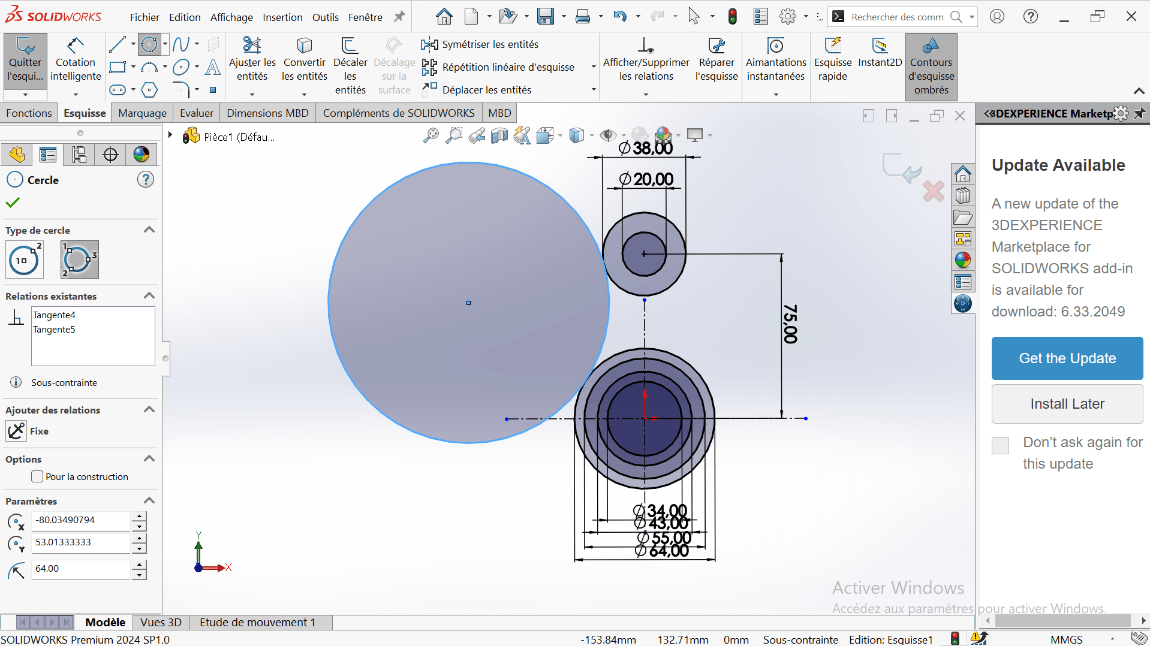 SOLIDWORKS
Fichier Edition Affichage Insertion Outils Fenêtre
Rechercher des comm
Quitter l'esqui...
Cotation intelligente
Ajuster les entités
Convertir les entités
Décaler les entités
Décalage sur la surface
Symétriser les entités
Répétition linéaire d'esquisse
Déplacer les entités
Afficher/Supprimer les relations
Réparer l'esquisse
Aimantations instantanées
Esquisse rapide
Instant2D
Contours d'esquisse ombrés
Fonctions Esquisse Marquage Evaluer Dimensions MBD Compléments de SOLIDWORKS MBD
3DEXPERIENCE Marketp
Pièce1 (Défau...
Cercle
Type de cercle
Relations existantes
Tangente4
Tangente5
Sous-contrainte
Ajouter des relations
Fixe
Options
Pour la construction
Paramètres
-80.03490794
53.01333333
64.00
∅38,00
∅20,00
75,00
∅34,00
∅43,00
∅55,00
∅64,00
Y
X
Update Available
A new update of the
3DEXPERIENCE
Marketplace for
SOLIDWORKS add-in
is available for
download: 6.33.2049
Get the Update
Install Later
Don't ask again for
this update
Activer Windows
Accédez aux paramètres pour activer Windows.
Modèle Vues 3D Etude de mouvement 1
SOLIDWORKS Premium 2024 SP1.0
-153.84mm 132.71mm 0mm Sous-contrainte Edition: Esquisse1 MMGS